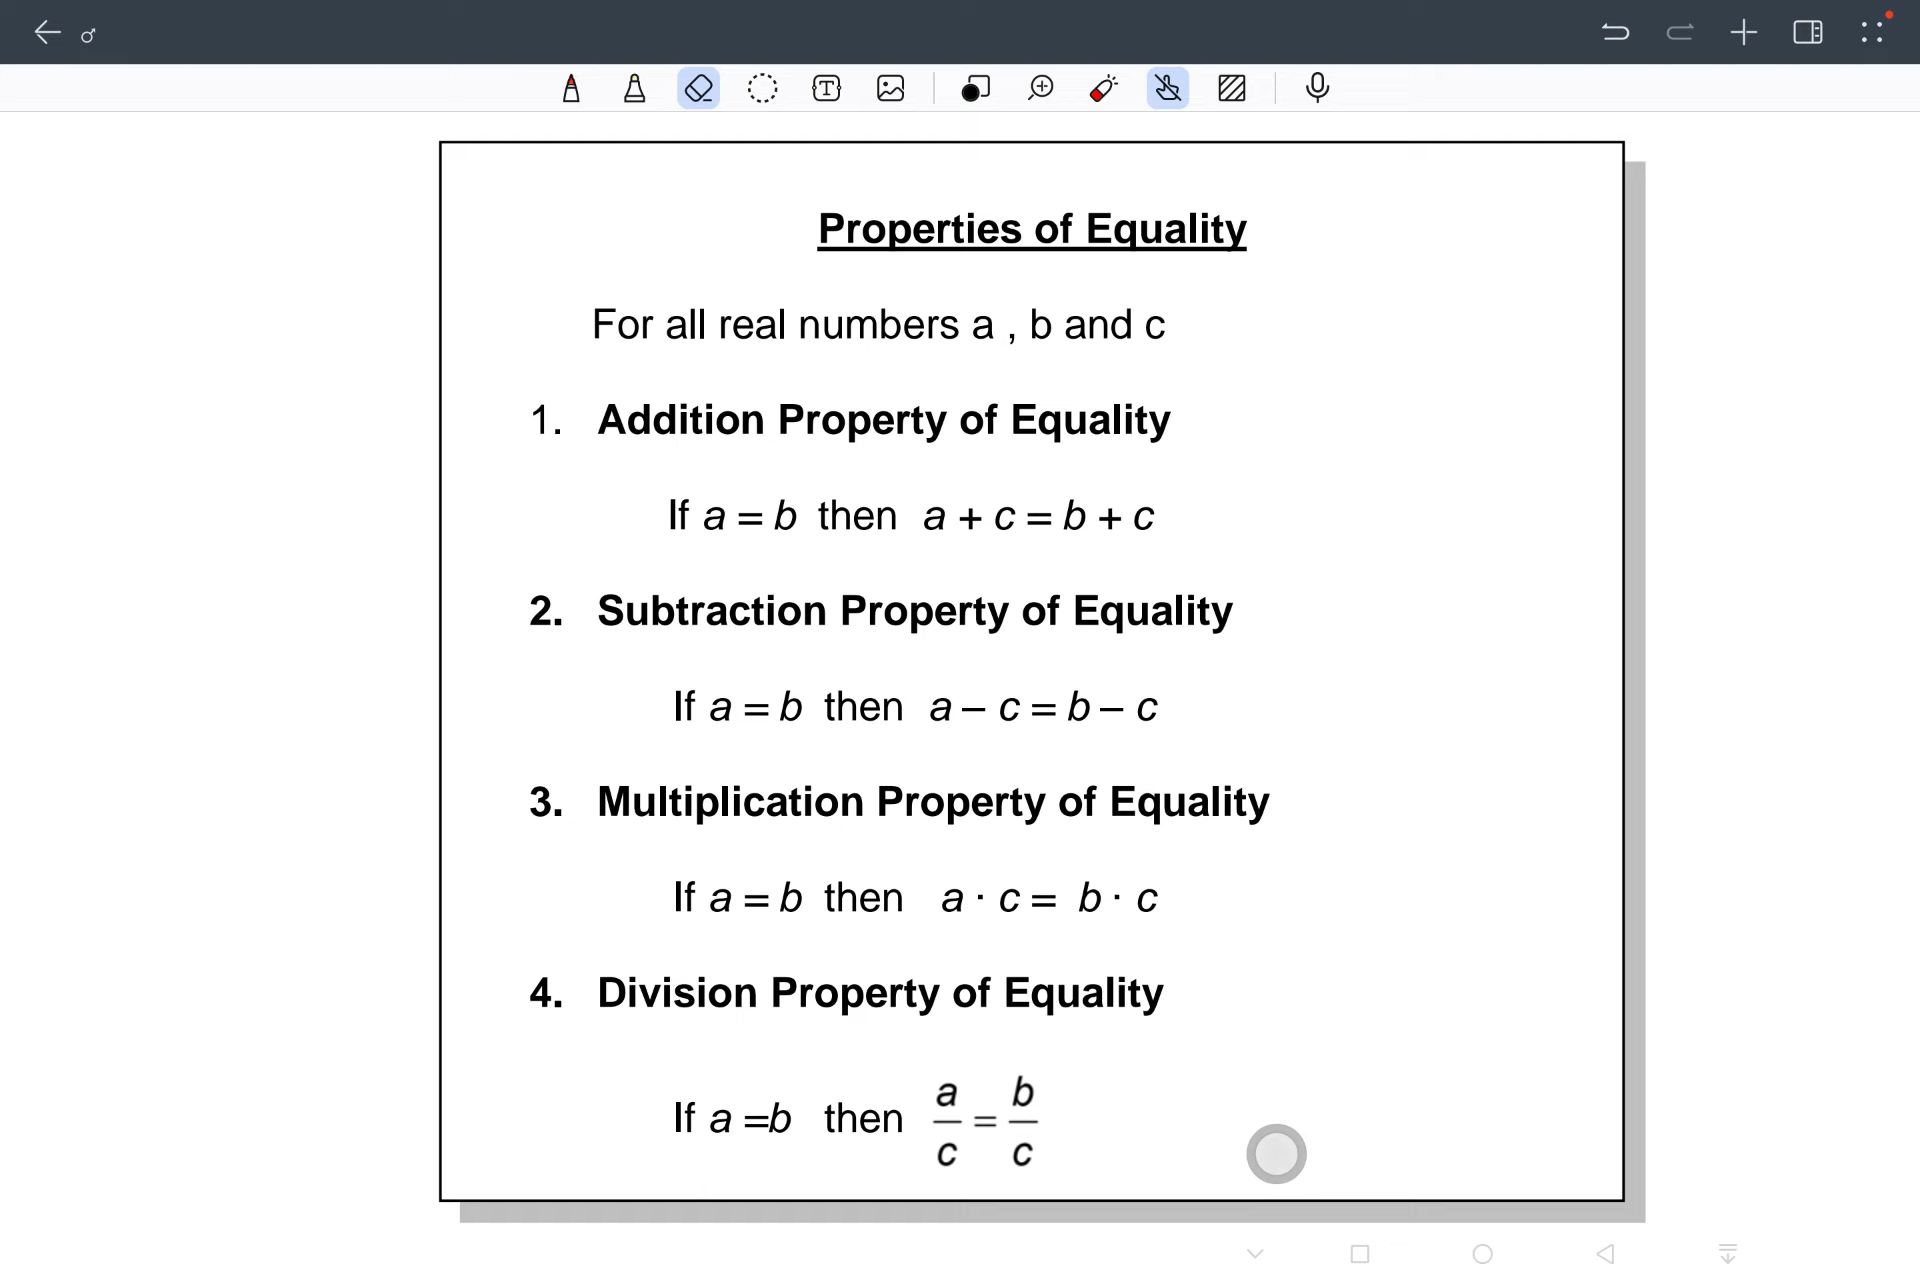 Properties of Equality
For all real numbers a , b and c
1. Addition Property of Equality
If a = b then a + c = b + c
2. Subtraction Property of Equality
If a = b then a – c = b – c
3. Multiplication Property of Equality
If a = b then a · c = b · c
4. Division Property of Equality
If a =b then a/c = b/c